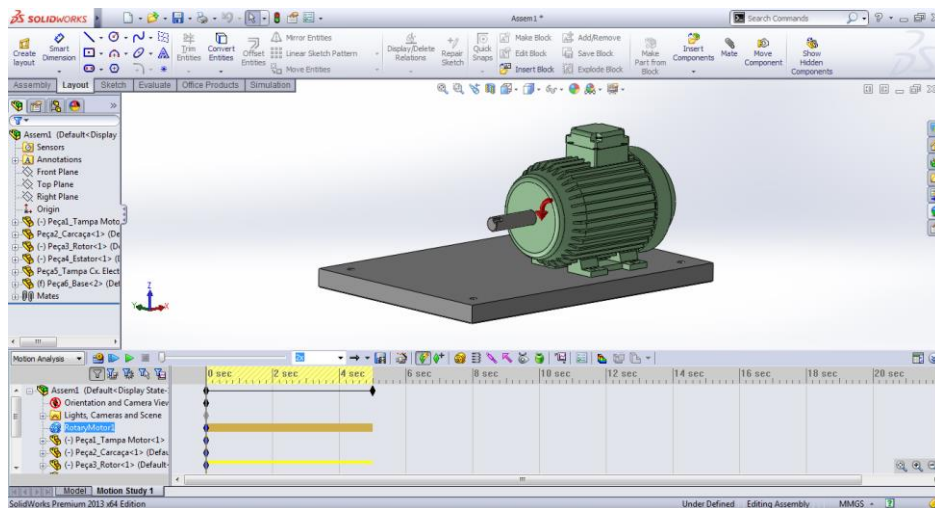 SOLIDWORKS
Assem1 *
Search Commands
Create layout
Smart Dimension
Trim Entities
Convert Entities
Offset Entities
Mirror Entities
Linear Sketch Pattern
Move Entities
Display/Delete Relations
Repair Sketch
Quick Snaps
Make Block
Edit Block
Insert Block
Add/Remove
Save Block
Explode Block
Make Part from Block
Insert Components
Mate
Move Component
Show Hidden Components
Assembly Layout Sketch Evaluate Office Products Simulation
Assem1 (Default<Display
Sensors
Annotations
Front Plane
Top Plane
Right Plane
Origin
(-) Peça1_Tampa Moto
Peça2_Carcaça<1> (De
(-) Peça3_Rotor<1> (D
(-) Peça4_Estator<1> (
Peça5_Tampa Cx. Elect
(f) Peça6_Base<2> (De
Mates
Z
Y X
Motion Analysis
2x
0 sec 2 sec 4 sec 6 sec 8 sec 10 sec 12 sec 14 sec 16 sec 18 sec 20 sec
Assem1 (Default<Display State-
Orientation and Camera View
Lights, Cameras and Scene
RotaryMotor1
(-) Peça1_Tampa Motor<1>
(-) Peça2_Carcaça<1> (Defau
(-) Peça3_Rotor<1> (Default-
Model Motion Study 1
SolidWorks Premium 2013 x64 Edition
Under Defined Editing Assembly MMGS